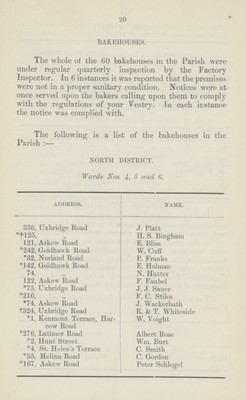 20
BAKEHOUSES.
The whole of the 60 bakehouses in the Parish were
under regular quarterly inspection by the Factory
Inspector. In 6 instances it was reported that the premises
were not in a proper sanitary condition. Notices were at
once served upon the bakers calling upon them to comply
with the regulations of your Vestry. In each instance
the notice was complied with.
The following is a list of the bakehouses in the
Parish :—
NORTH DISTRICT.
Wards Nos. 4, 5 and 6.
ADDRESS. NAME.
356, Uxbridge Road J. Platt
*†125, H. S. Bingham
121, Askew Road E. Bliss
*242, Goldhawk Road W. Cuff
*32, Norland Road P. Franks
*142, Goldhawk Road E. Holman
74, N. Hutter
122, Askew Road F. Faubel
*75, Uxbridge Road J. J. Sauer
*216, F. C. Stiles
*74, Askew Road J. Wackerbath
†324, Uxbridge Road R. & T. Whiteside
*1, Kenmont Terrace, Har- W. Voight
row Road
*276, Latimer Road Albert Rose
*2, Hunt Street Wm. Burt
*4, St. Helen's Terrace C. Smith
*55, Melina Road C. Gordon
*167, Askew Road Peter Schlegel